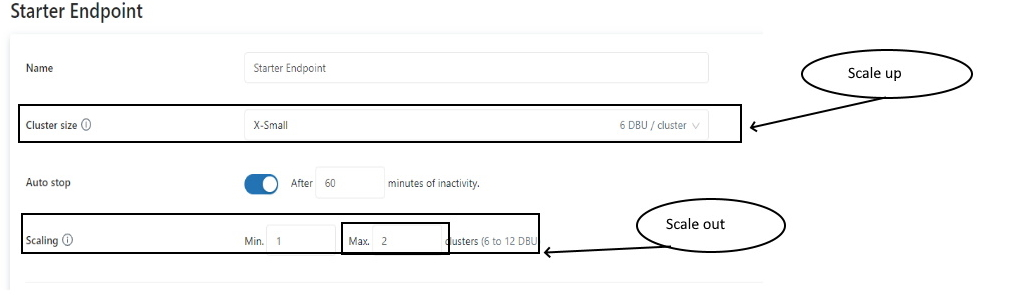 Starter Endpoint
Name Starter Endpoint
Scale up
Cluster size X-Small 6 DBU / cluster
Auto stop After 60 minutes of inactivity.
Scale out
Scaling Min. 1 Max. 2 clusters (6 to 12 DBU